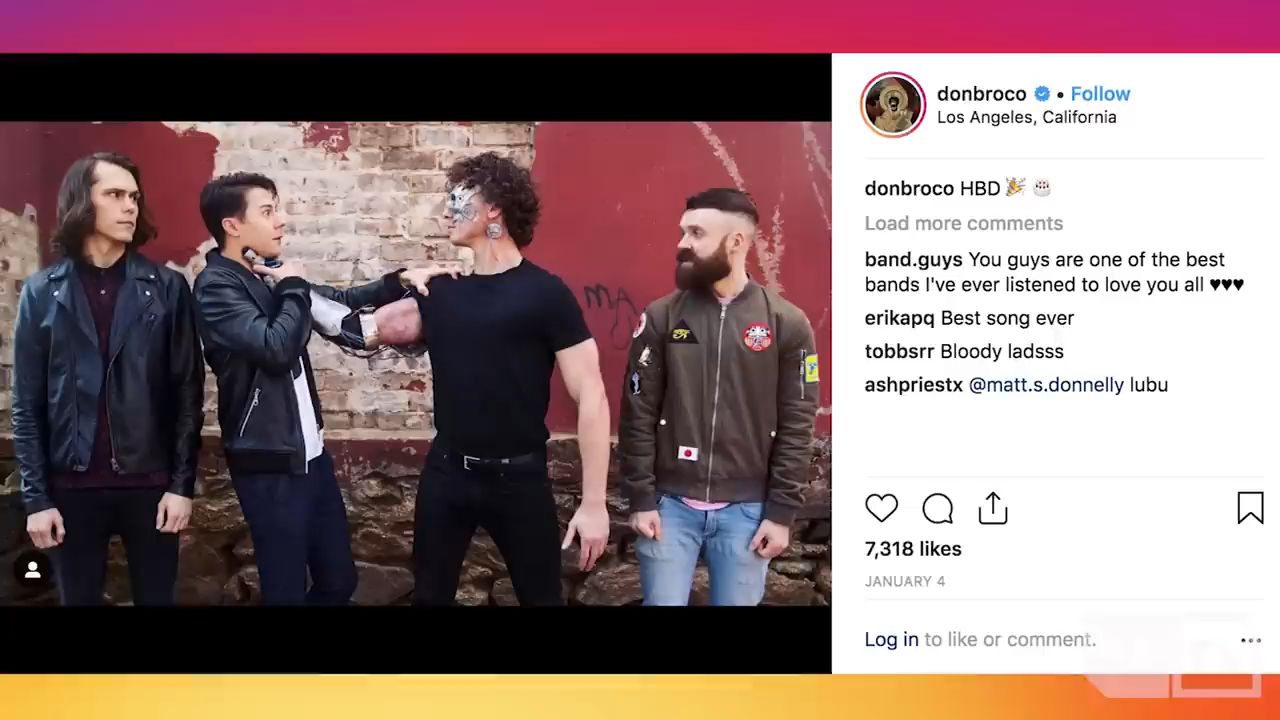 donbroco • Follow
Los Angeles, California
donbroco HBD 🎉 🎂
Load more comments
band.guys You guys are one of the best
bands I've ever listened to love you all ♥♥♥
erikapq Best song ever
tobbsrr Bloody ladsss
ashpriestx @matt.s.donnelly lubu
7,318 likes
JANUARY 4
Log in to like or comment.
MA